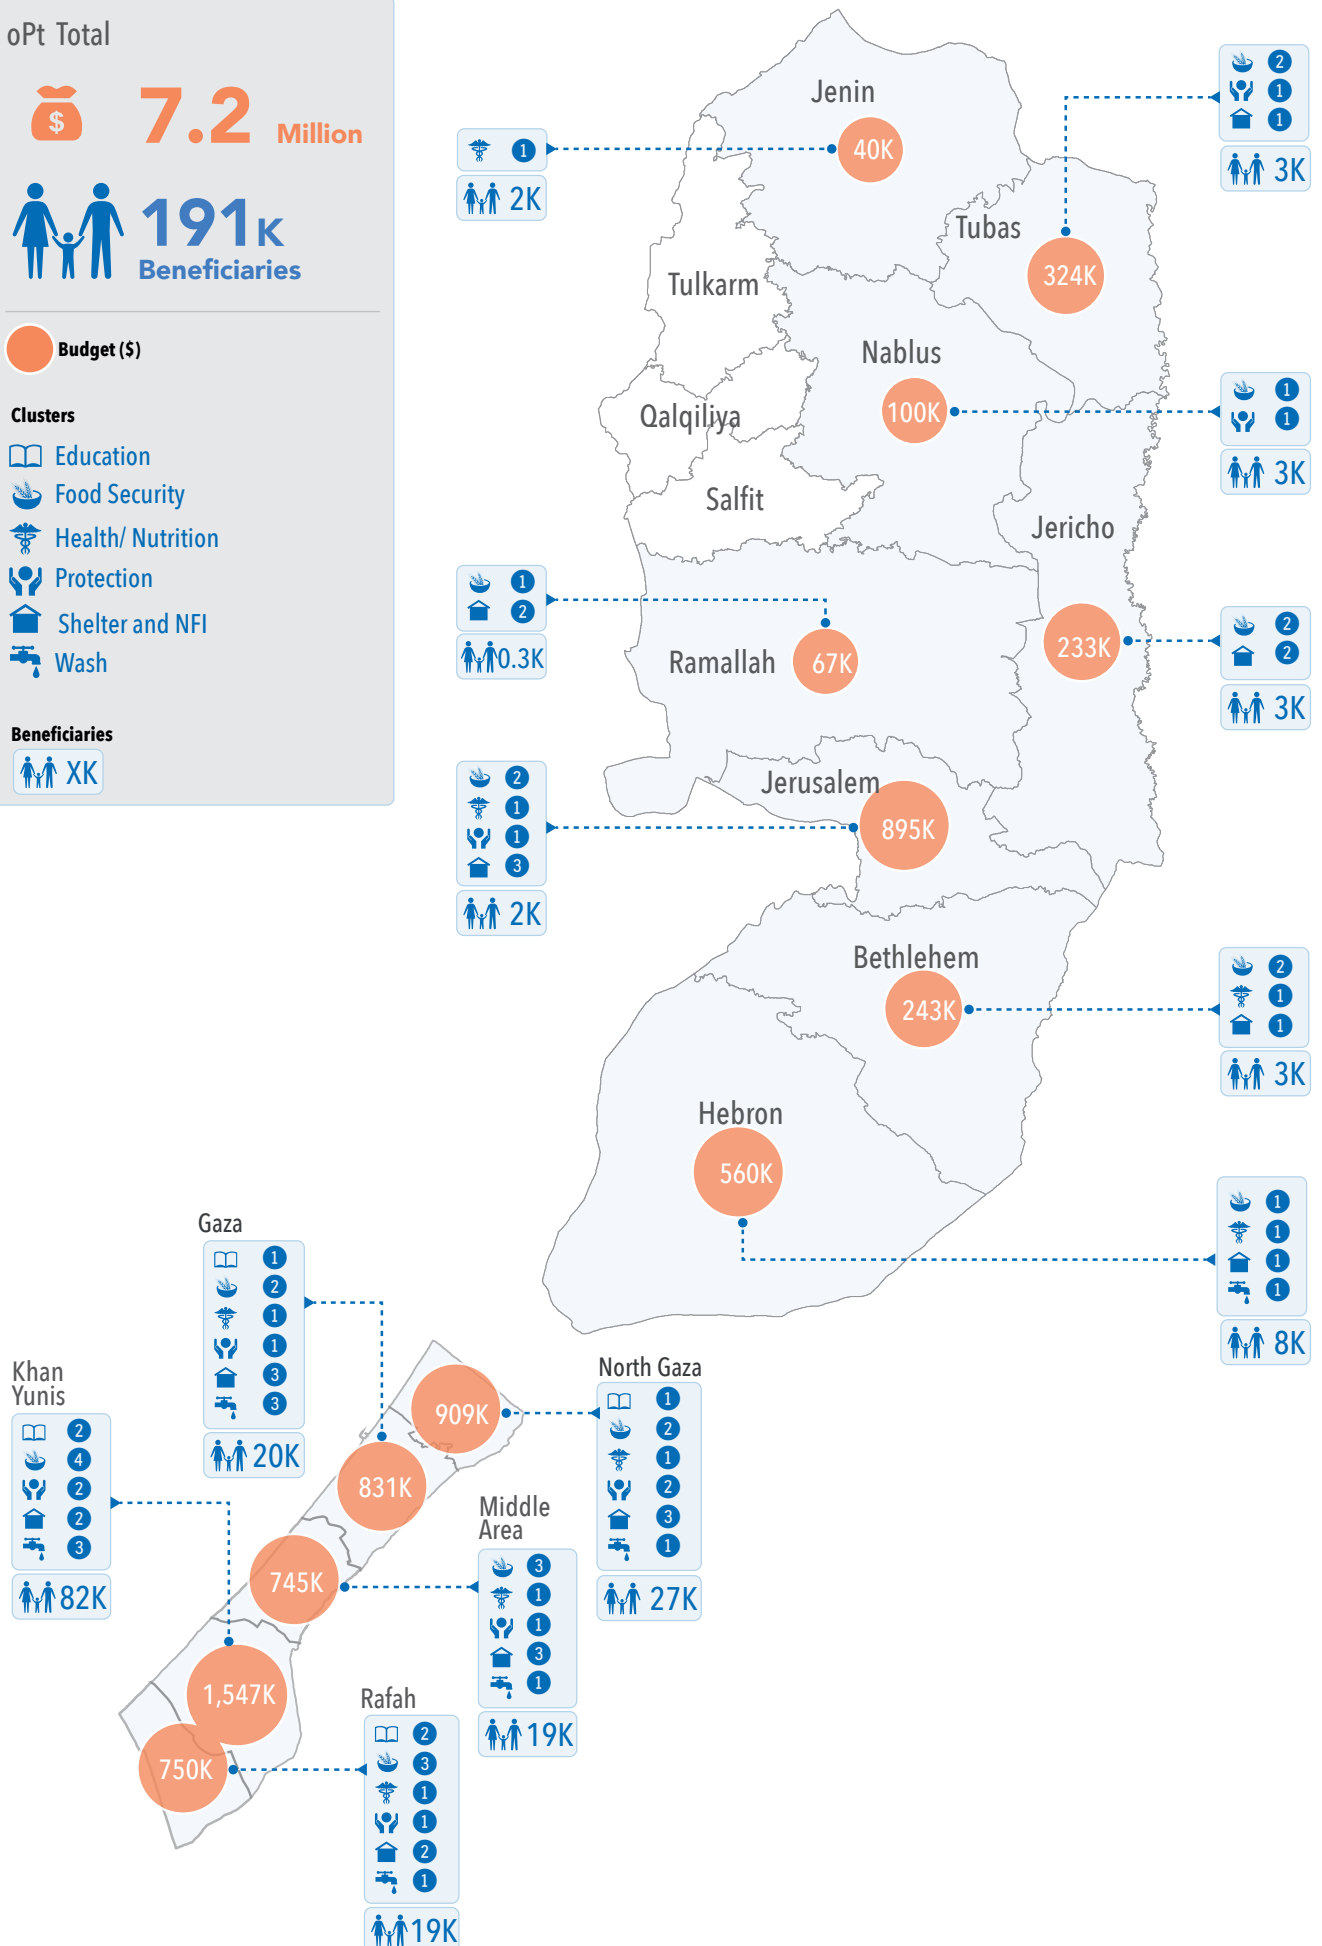 oPt Total
$ 7.2 Million
191K
Beneficiaries
Budget ($)
Clusters
Education
Food Security
Health/ Nutrition
Protection
Shelter and NFI
Wash
Beneficiaries
XK
Jenin
40K
1
2K
Tubas
324K
2
1
1
3K
Tulkarm
Nablus
100K
1
1
3K
Qalqiliya
Salfit
Jericho
233K
2
2
3K
Ramallah
67K
1
2
0.3K
Jerusalem
895K
2
1
1
3
2K
Bethlehem
243K
2
1
1
3K
Hebron
560K
1
1
1
1
8K
Gaza
1
2
1
1
3
3
20K
831K
North Gaza
1
2
1
2
3
1
27K
909K
Khan
Yunis
2
4
2
2
3
82K
1,547K
Middle
Area
3
1
1
3
1
19K
745K
Rafah
2
3
1
1
2
1
19K
750K